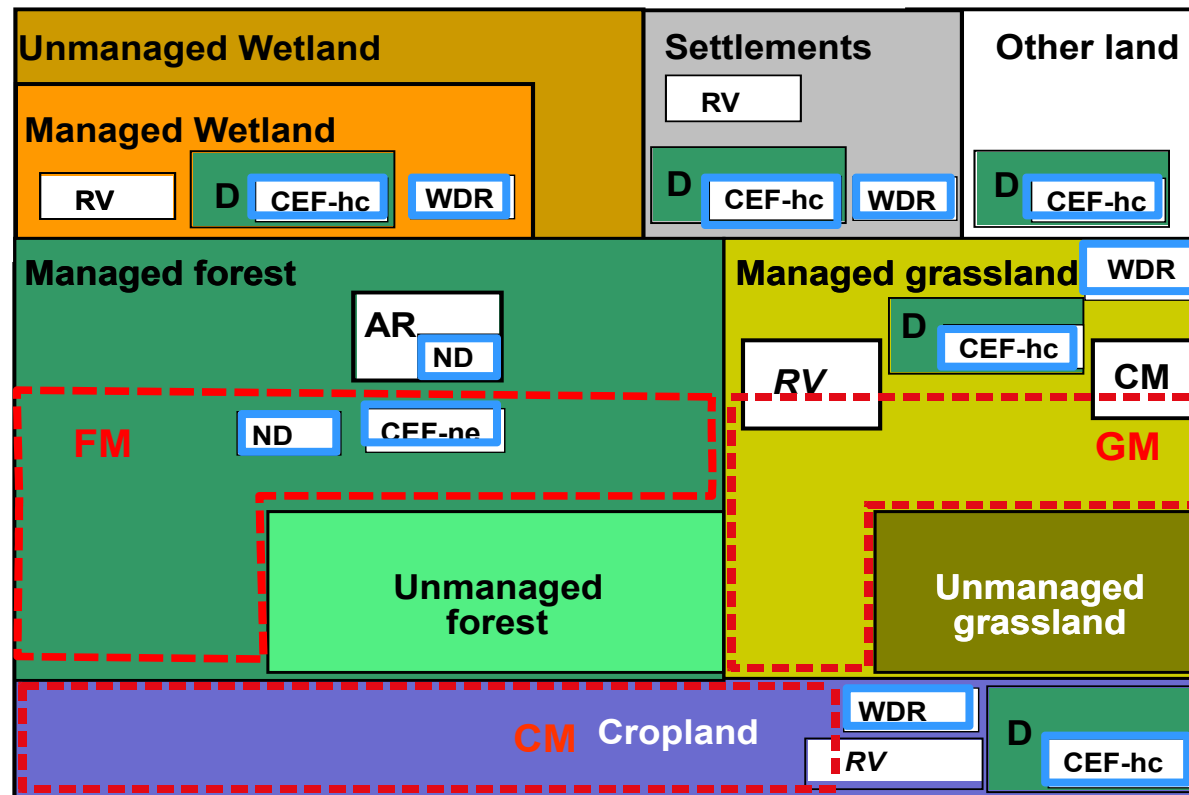 Unmanaged Wetland
Settlements
Other land
RV
Managed Wetland
RV
D
CEF-hc
WDR
D
CEF-hc
WDR
D
CEF-hc
Managed forest
Managed grassland
WDR
AR
ND
D
CEF-hc
RV
CM
FM
ND
CEF-ne
GM
Unmanaged
forest
Unmanaged
grassland
CM
Cropland
WDR
RV
D
CEF-hc